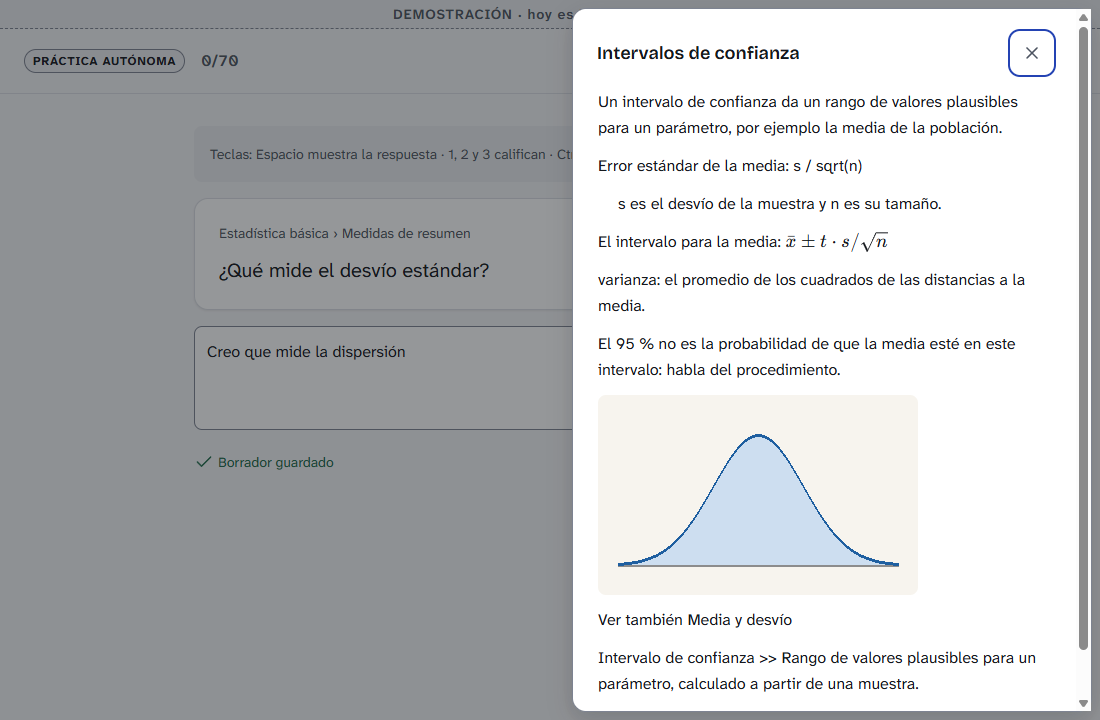 DEMOSTRACIÓN · hoy es
PRÁCTICA AUTÓNOMA 0/70
Teclas: Espacio muestra la respuesta · 1, 2 y 3 califican ·
Estadística básica › Medidas de resumen
¿Qué mide el desvío estándar?
Creo que mide la dispersión
Borrador guardado
Intervalos de confianza
Un intervalo de confianza da un rango de valores plausibles
para un parámetro, por ejemplo la media de la población.
Error estándar de la media: s / sqrt(n)
s es el desvío de la muestra y n es su tamaño.
El intervalo para la media: x̄ ± t · s/√n
varianza: el promedio de los cuadrados de las distancias a la
media.
El 95 % no es la probabilidad de que la media esté en este
intervalo: habla del procedimiento.
Ver también Media y desvío
Intervalo de confianza >> Rango de valores plausibles para un
parámetro, calculado a partir de una muestra.